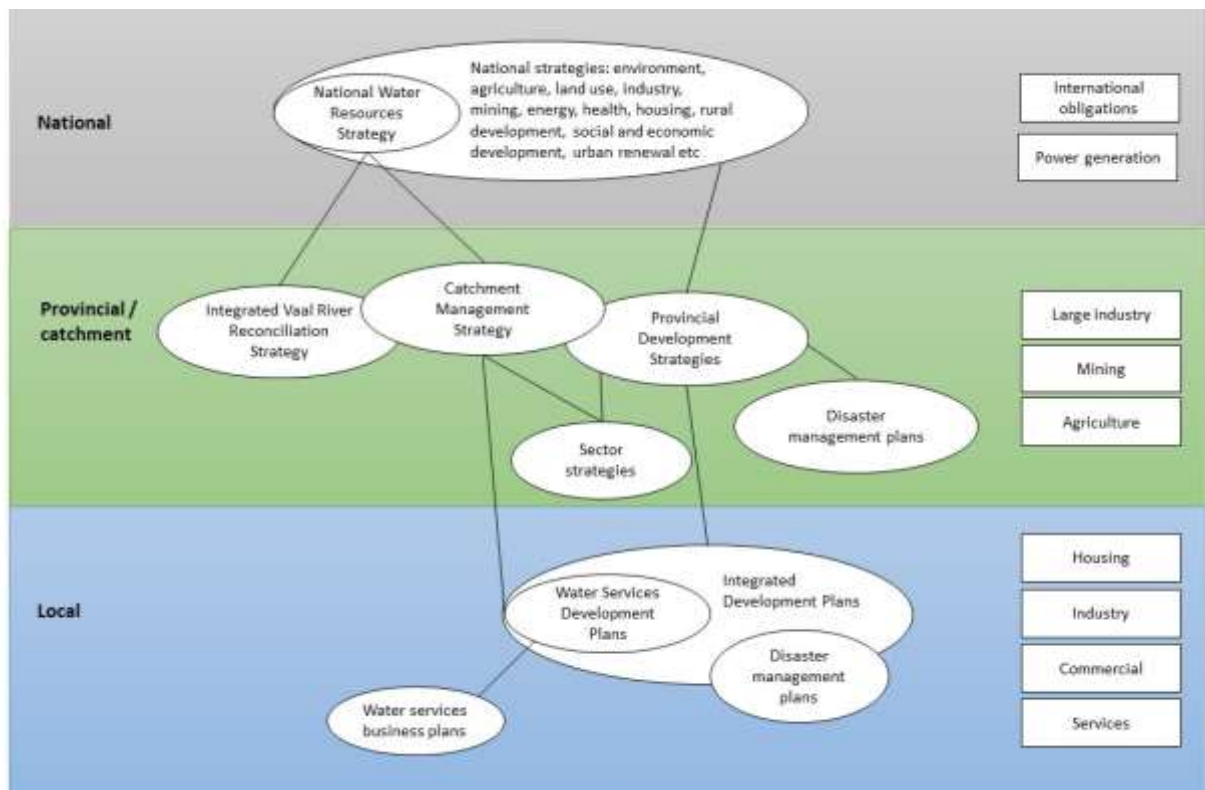 National
National Water
Resources
Strategy
National strategies: environment,
agriculture, land use, industry,
mining, energy, health, housing, rural
development, social and economic
development, urban renewal etc
International
obligations
Power generation
Provincial /
catchment
Integrated Vaal River
Reconciliation
Strategy
Catchment
Management
Strategy
Provincial
Development
Strategies
Sector
strategies
Disaster
management plans
Large Industry
Mining
Agriculture
Local
Water Services
Development
Plans
Integrated
Development Plans
Disaster
management
plans
Water services
business plans
Housing
Industry
Commercial
Services